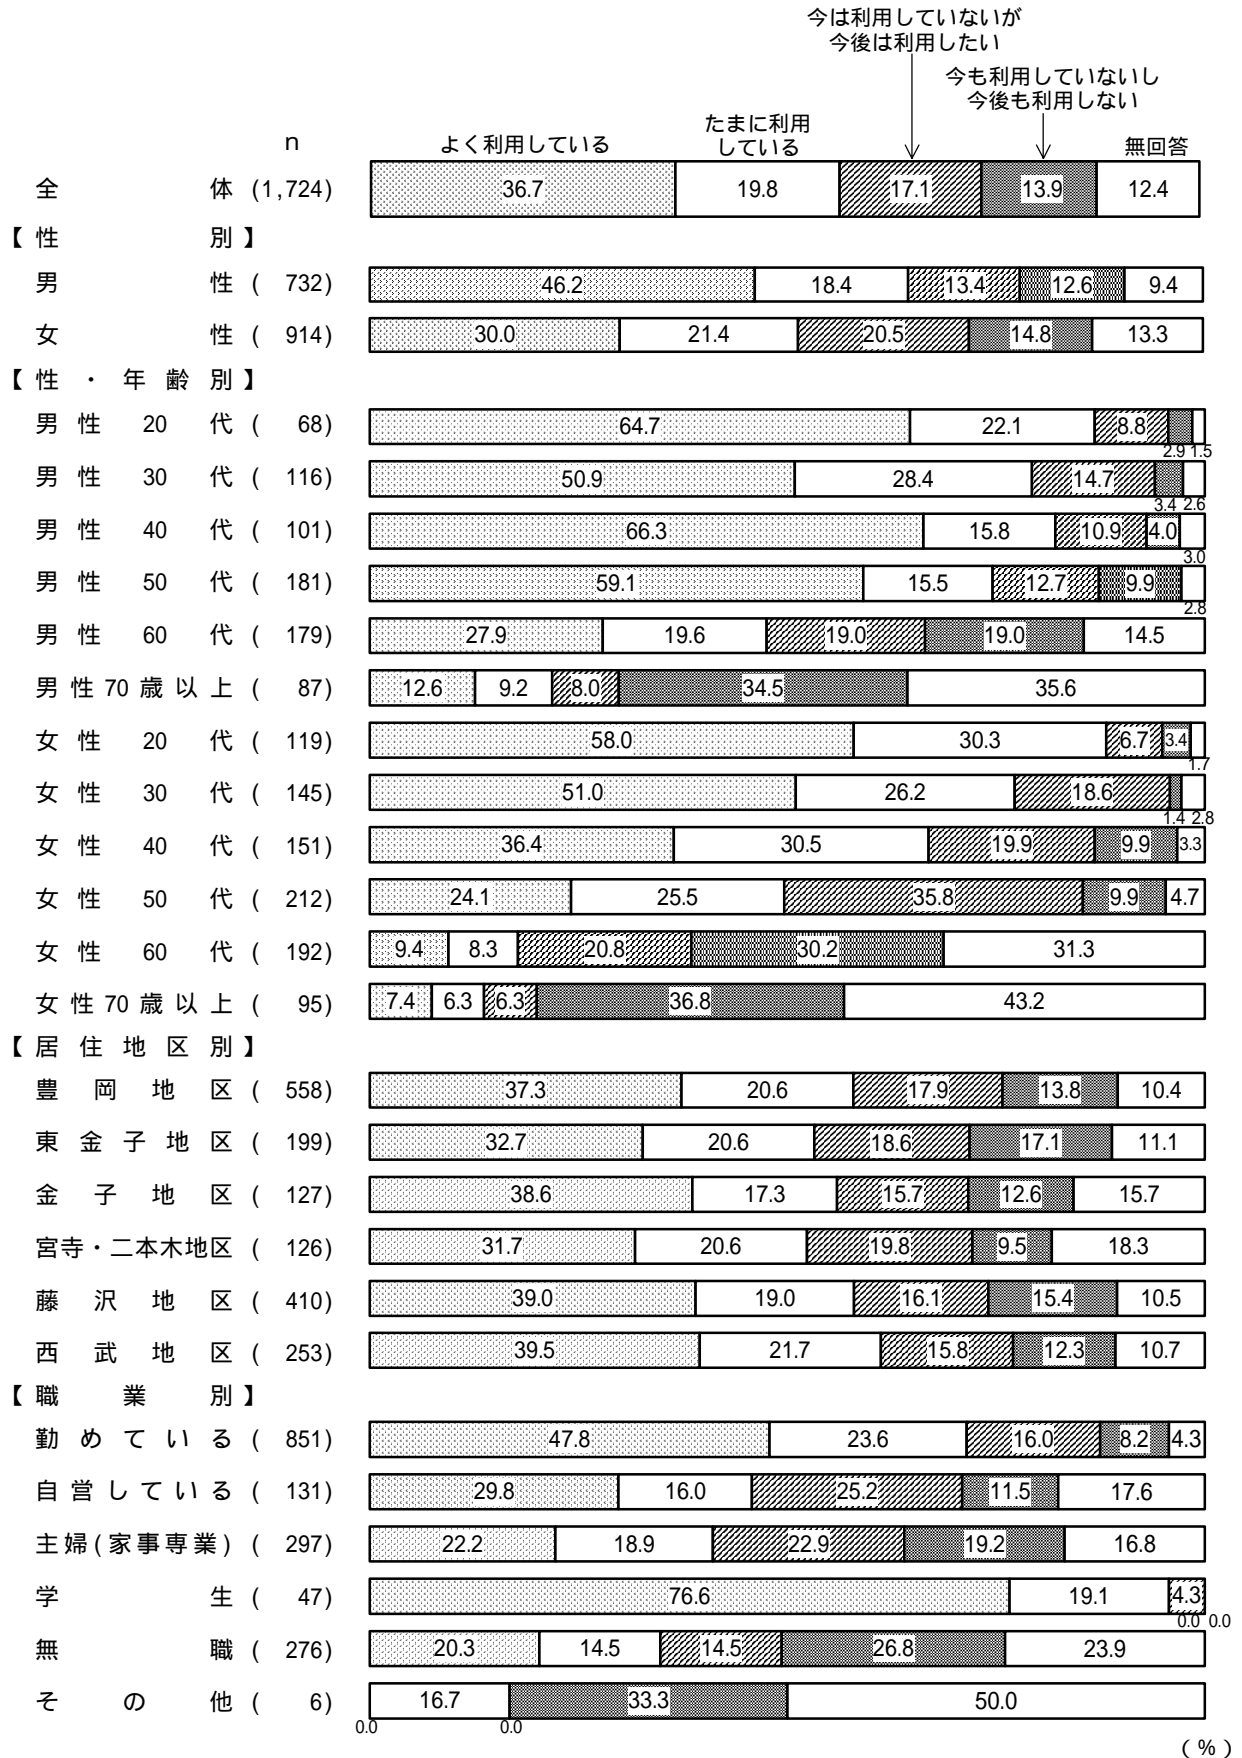 今は利用していないが
今後は利用したい
今も利用していないし
今後も利用しない
n よく利用している たまに利用している 無回答
全体 (1,724) 36.7 19.8 17.1 13.9 12.4
【性別】
男性 ( 732) 46.2 18.4 13.4 12.6 9.4
女性 ( 914) 30.0 21.4 20.5 14.8 13.3
【性・年齢別】
男性 20代 ( 68) 64.7 22.1 8.8 2.9 1.5
男性 30代 ( 116) 50.9 28.4 14.7 3.4 2.6
男性 40代 ( 101) 66.3 15.8 10.9 4.0 3.0
男性 50代 ( 181) 59.1 15.5 12.7 9.9 2.8
男性 60代 ( 179) 27.9 19.6 19.0 19.0 14.5
男性70歳以上 ( 87) 12.6 9.2 8.0 34.5 35.6
女性 20代 ( 119) 58.0 30.3 6.7 3.4 1.7
女性 30代 ( 145) 51.0 26.2 18.6 1.4 2.8
女性 40代 ( 151) 36.4 30.5 19.9 9.9 3.3
女性 50代 ( 212) 24.1 25.5 35.8 9.9 4.7
女性 60代 ( 192) 9.4 8.3 20.8 30.2 31.3
女性70歳以上 ( 95) 7.4 6.3 6.3 36.8 43.2
【居住地区別】
豊岡地区 ( 558) 37.3 20.6 17.9 13.8 10.4
東金子地区 ( 199) 32.7 20.6 18.6 17.1 11.1
金子地区 ( 127) 38.6 17.3 15.7 12.6 15.7
宮寺・二本木地区 ( 126) 31.7 20.6 19.8 9.5 18.3
藤沢地区 ( 410) 39.0 19.0 16.1 15.4 10.5
西武地区 ( 253) 39.5 21.7 15.8 12.3 10.7
【職業別】
勤めている ( 851) 47.8 23.6 16.0 8.2 4.3
自営している ( 131) 29.8 16.0 25.2 11.5 17.6
主婦(家事専業) ( 297) 22.2 18.9 22.9 19.2 16.8
学生 ( 47) 76.6 19.1 4.3 0.0 0.0
無職 ( 276) 20.3 14.5 14.5 26.8 23.9
その他 ( 6) 16.7 33.3 50.0
0.0 0.0
(%)